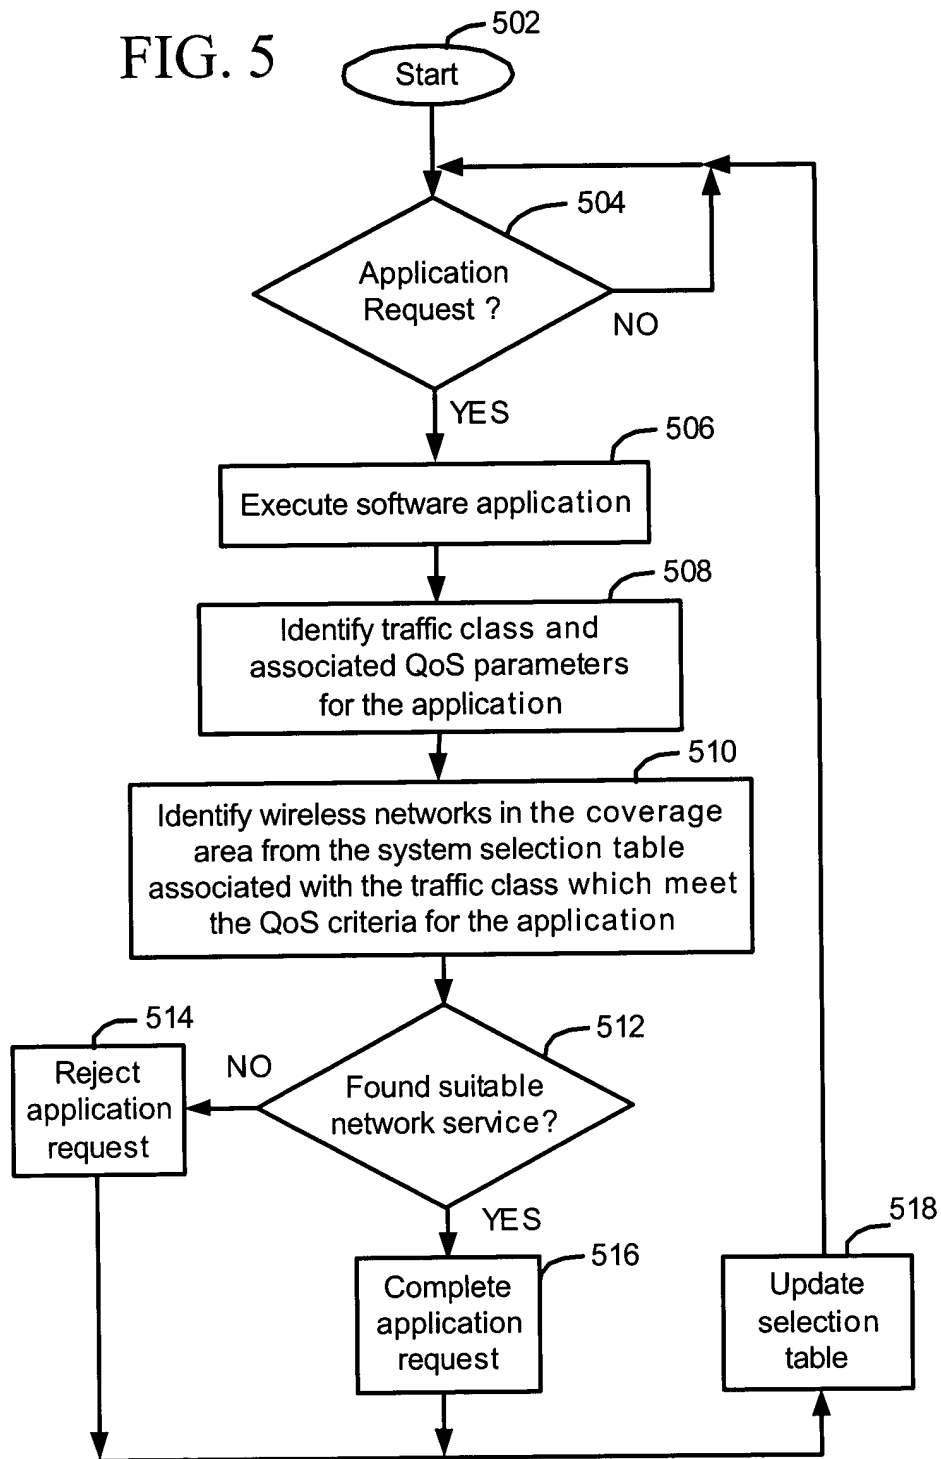 FIG. 5
502
Start
504
Application
Request ?
NO
YES
506
Execute software application
508
Identify traffic class and
associated QoS parameters
for the application
510
Identify wireless networks in the coverage
area from the system selection table
associated with the traffic class which meet
the QoS criteria for the application
512
Found suitable
network service?
NO
514
Reject
application
request
YES
516
Complete
application
request
518
Update
selection
table